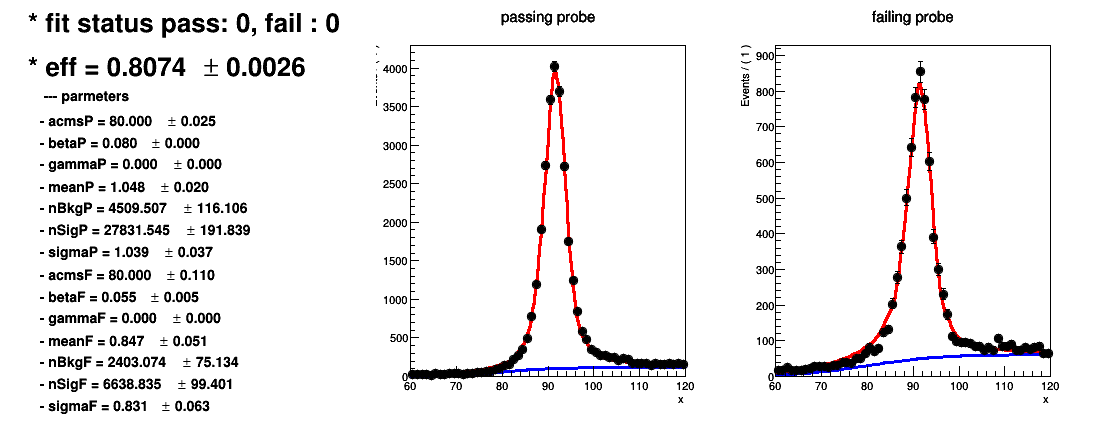 * fit status pass: 0, fail : 0
* eff = 0.8074 ± 0.0026
--- parmeters
- acmsP = 80.000 ± 0.025
- betaP = 0.080 ± 0.000
- gammaP = 0.000 ± 0.000
- meanP = 1.048 ± 0.020
- nBkgP = 4509.507 ± 116.106
- nSigP = 27831.545 ± 191.839
- sigmaP = 1.039 ± 0.037
- acmsF = 80.000 ± 0.110
- betaF = 0.055 ± 0.005
- gammaF = 0.000 ± 0.000
- meanF = 0.847 ± 0.051
- nBkgF = 2403.074 ± 75.134
- nSigF = 6638.835 ± 99.401
- sigmaF = 0.831 ± 0.063
passing probe
4000
3500
3000
2500
2000
1500
1000
500
0
60 70 80 90 100 110 120
x
failing probe
Events / ( 1 )
900
800
700
600
500
400
300
200
100
0
60 70 80 90 100 110 120
x